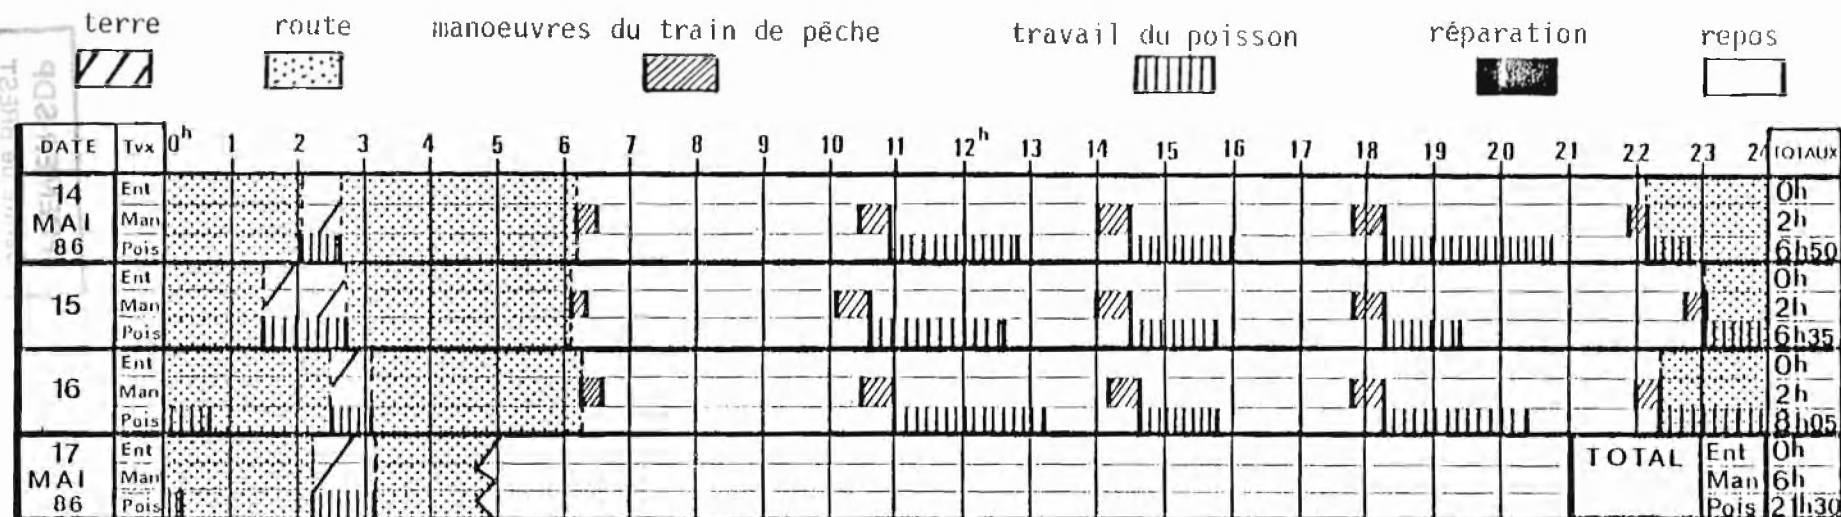 terre route manoeuvres du train de pêche travail du poisson réparation repos
DATE Tvx 0h 1 2 3 4 5 6 7 8 9 10 11 12h 13 14 15 16 17 18 19 20 21 22 23 24 TOTAUX
14 MAI 86
Ent 0h
Man 2h
Pois 6h50
15
Ent 0h
Man 2h
Pois 6h35
16
Ent 0h
Man 2h
Pois 8h05
17 MAI 86
Ent
Man
Pois
TOTAL
Ent 0h
Man 6h
Pois 21h30